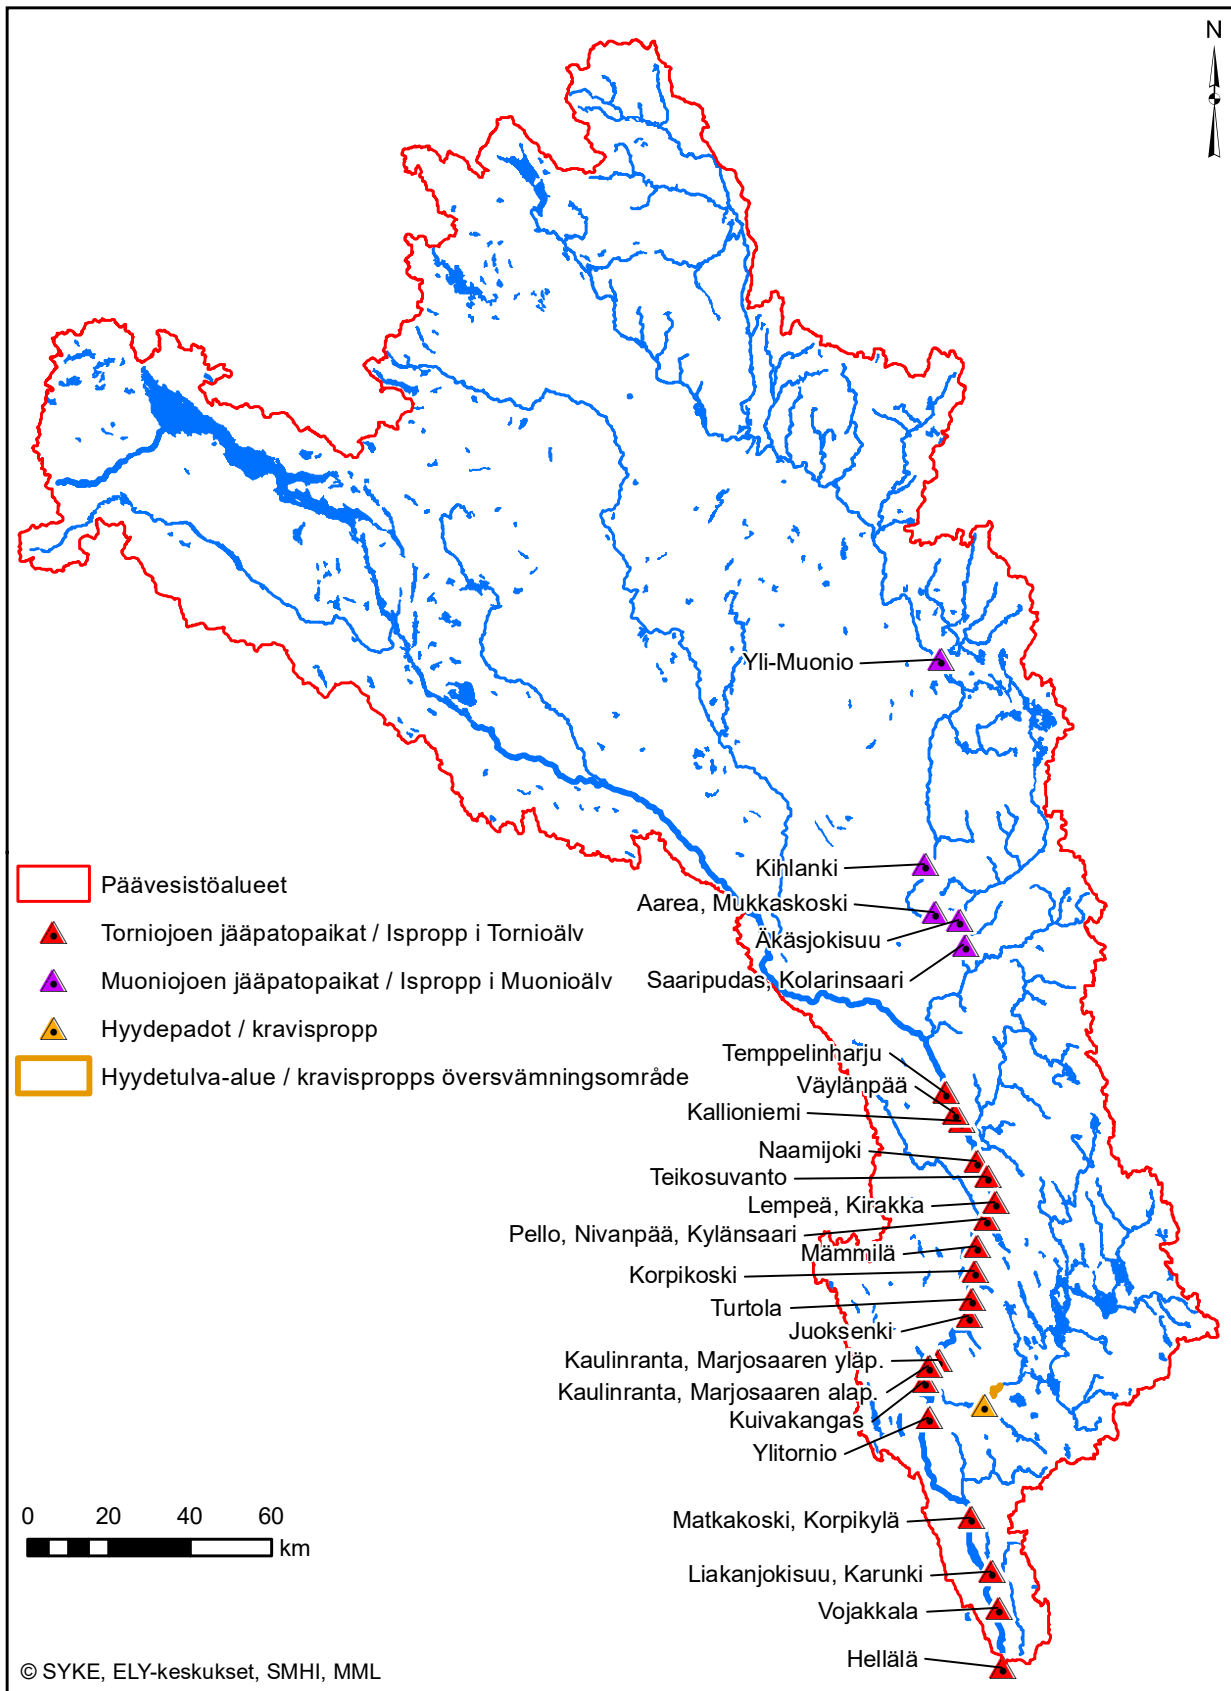 N
Yli-Muonio
Kihlanki
Aarea, Mukkaskoski
Äkäsjokisuu
Saaripudas, Kolarinsaari
Päävesistöalueet
Torniojoen jääpatopaikat / Ispropp i Tornioälv
Muoniojoen jääpatopaikat / Ispropp i Muonioälv
Hyydepadot / kravispropp
Hyydetulva-alue / kravispropps översvämningsområde
Temppelinharju
Väylänpää
Kallioniemi
Naamijoki
Teikosuvanto
Lempeä, Kirakka
Pello, Nivanpää, Kylänsaari
Mämmilä
Korpikoski
Turtola
Juoksenki
Kaulinranta, Marjosaaren yläp.
Kaulinranta, Marjosaaren alap.
Kuivakangas
Ylitornio
Matkakoski, Korpikylä
Liakanjokisuu, Karunki
Vojakkala
Hellälä
0 20 40 60
km
© SYKE, ELY-keskukset, SMHI, MML